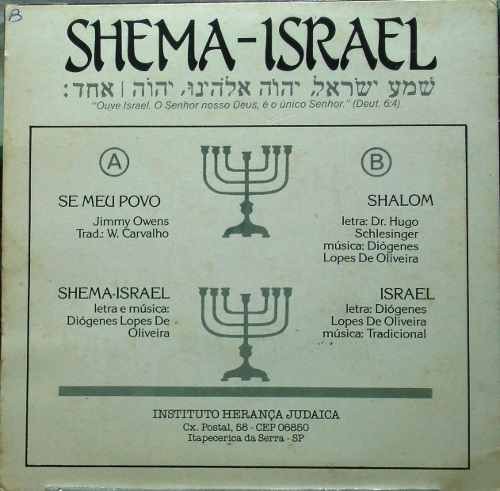 B
SHEMA-ISRAEL
שמע ישראל, יהוה אלהינו, יהוה | אחד:
"Ouve Israel. O Senhor nosso Deus, é o único Senhor." (Deut. 6:4)
A
SE MEU POVO
Jimmy Owens
Trad.: W. Carvalho
SHEMA-ISRAEL
letra e música:
Diógenes Lopes De
Oliveira
B
SHALOM
letra: Dr. Hugo
Schlesinger
música: Diógenes
Lopes De Oliveira
ISRAEL
letra: Diógenes
Lopes De Oliveira
música: Tradicional
INSTITUTO HERANÇA JUDAICA
Cx. Postal, 58 - CEP 06850
Itapecerica da Serra - SP